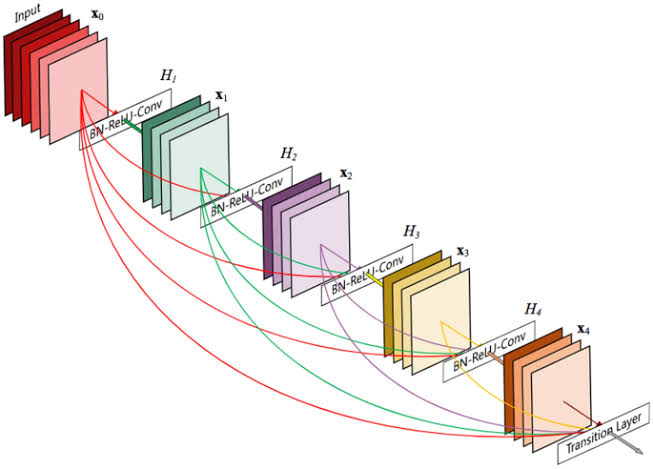 Input
x0
H1
BN-ReLU-Conv
x1
H2
BN-ReLU-Conv
x2
H3
BN-ReLU-Conv
x3
H4
BN-ReLU-Conv
x4
Transition Layer